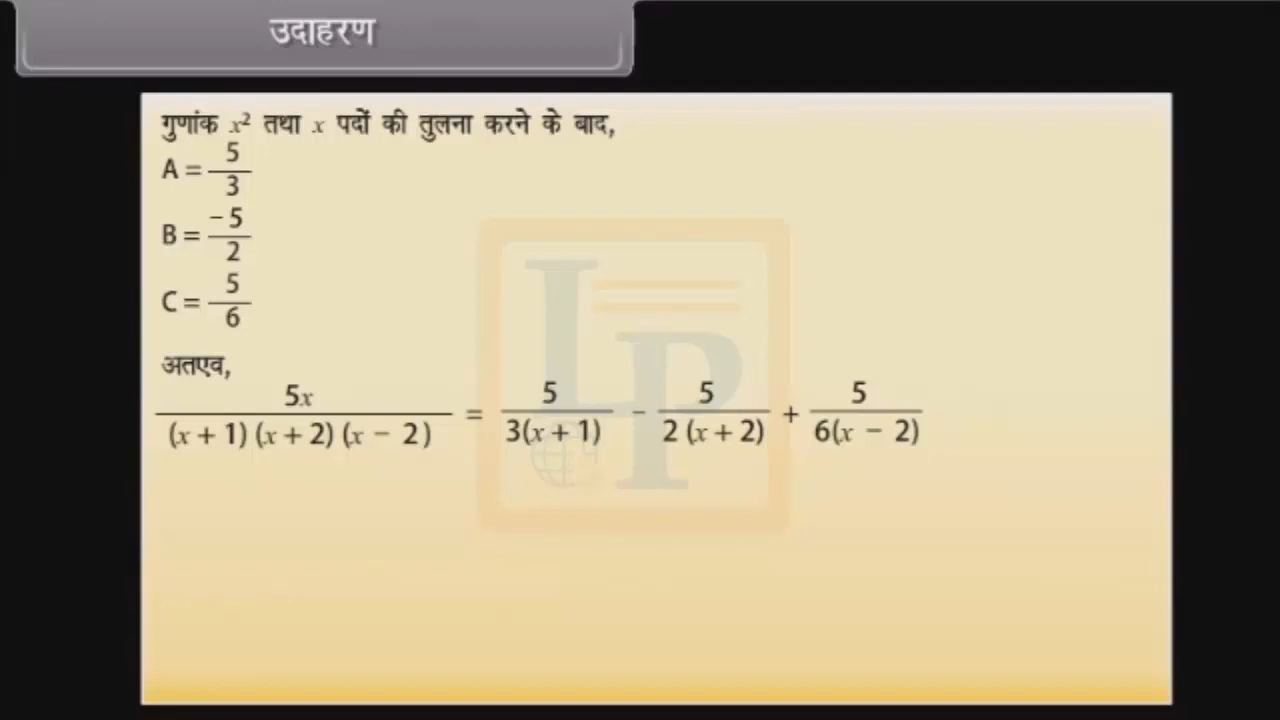 उदाहरण
गुणांक x² तथा x पदों की तुलना करने के बाद,
A = 5/3
B = -5/2
C = 5/6
अतएव,
5x / (x + 1) (x + 2) (x - 2) = 5 / 3(x + 1) - 5 / 2 (x + 2) + 5 / 6(x - 2)
LP